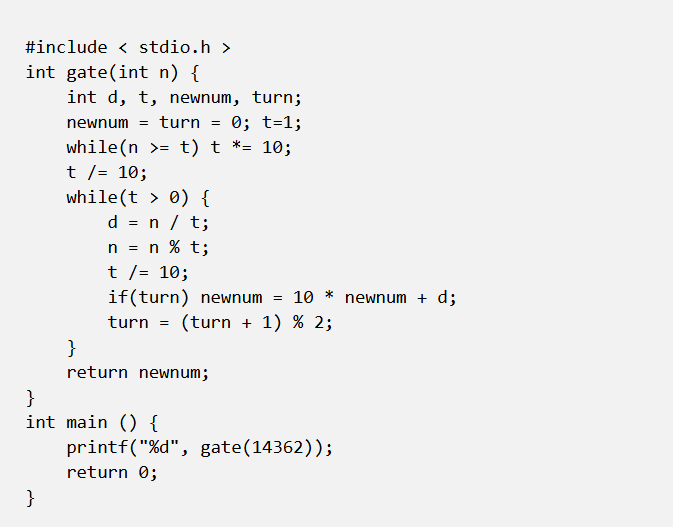 #include < stdio.h >
int gate(int n) {
    int d, t, newnum, turn;
    newnum = turn = 0; t=1;
    while(n >= t) t *= 10;
    t /= 10;
    while(t > 0) {
        d = n / t;
        n = n % t;
        t /= 10;
        if(turn) newnum = 10 * newnum + d;
        turn = (turn + 1) % 2;
    }
    return newnum;
}
int main () {
    printf("%d", gate(14362));
    return 0;
}